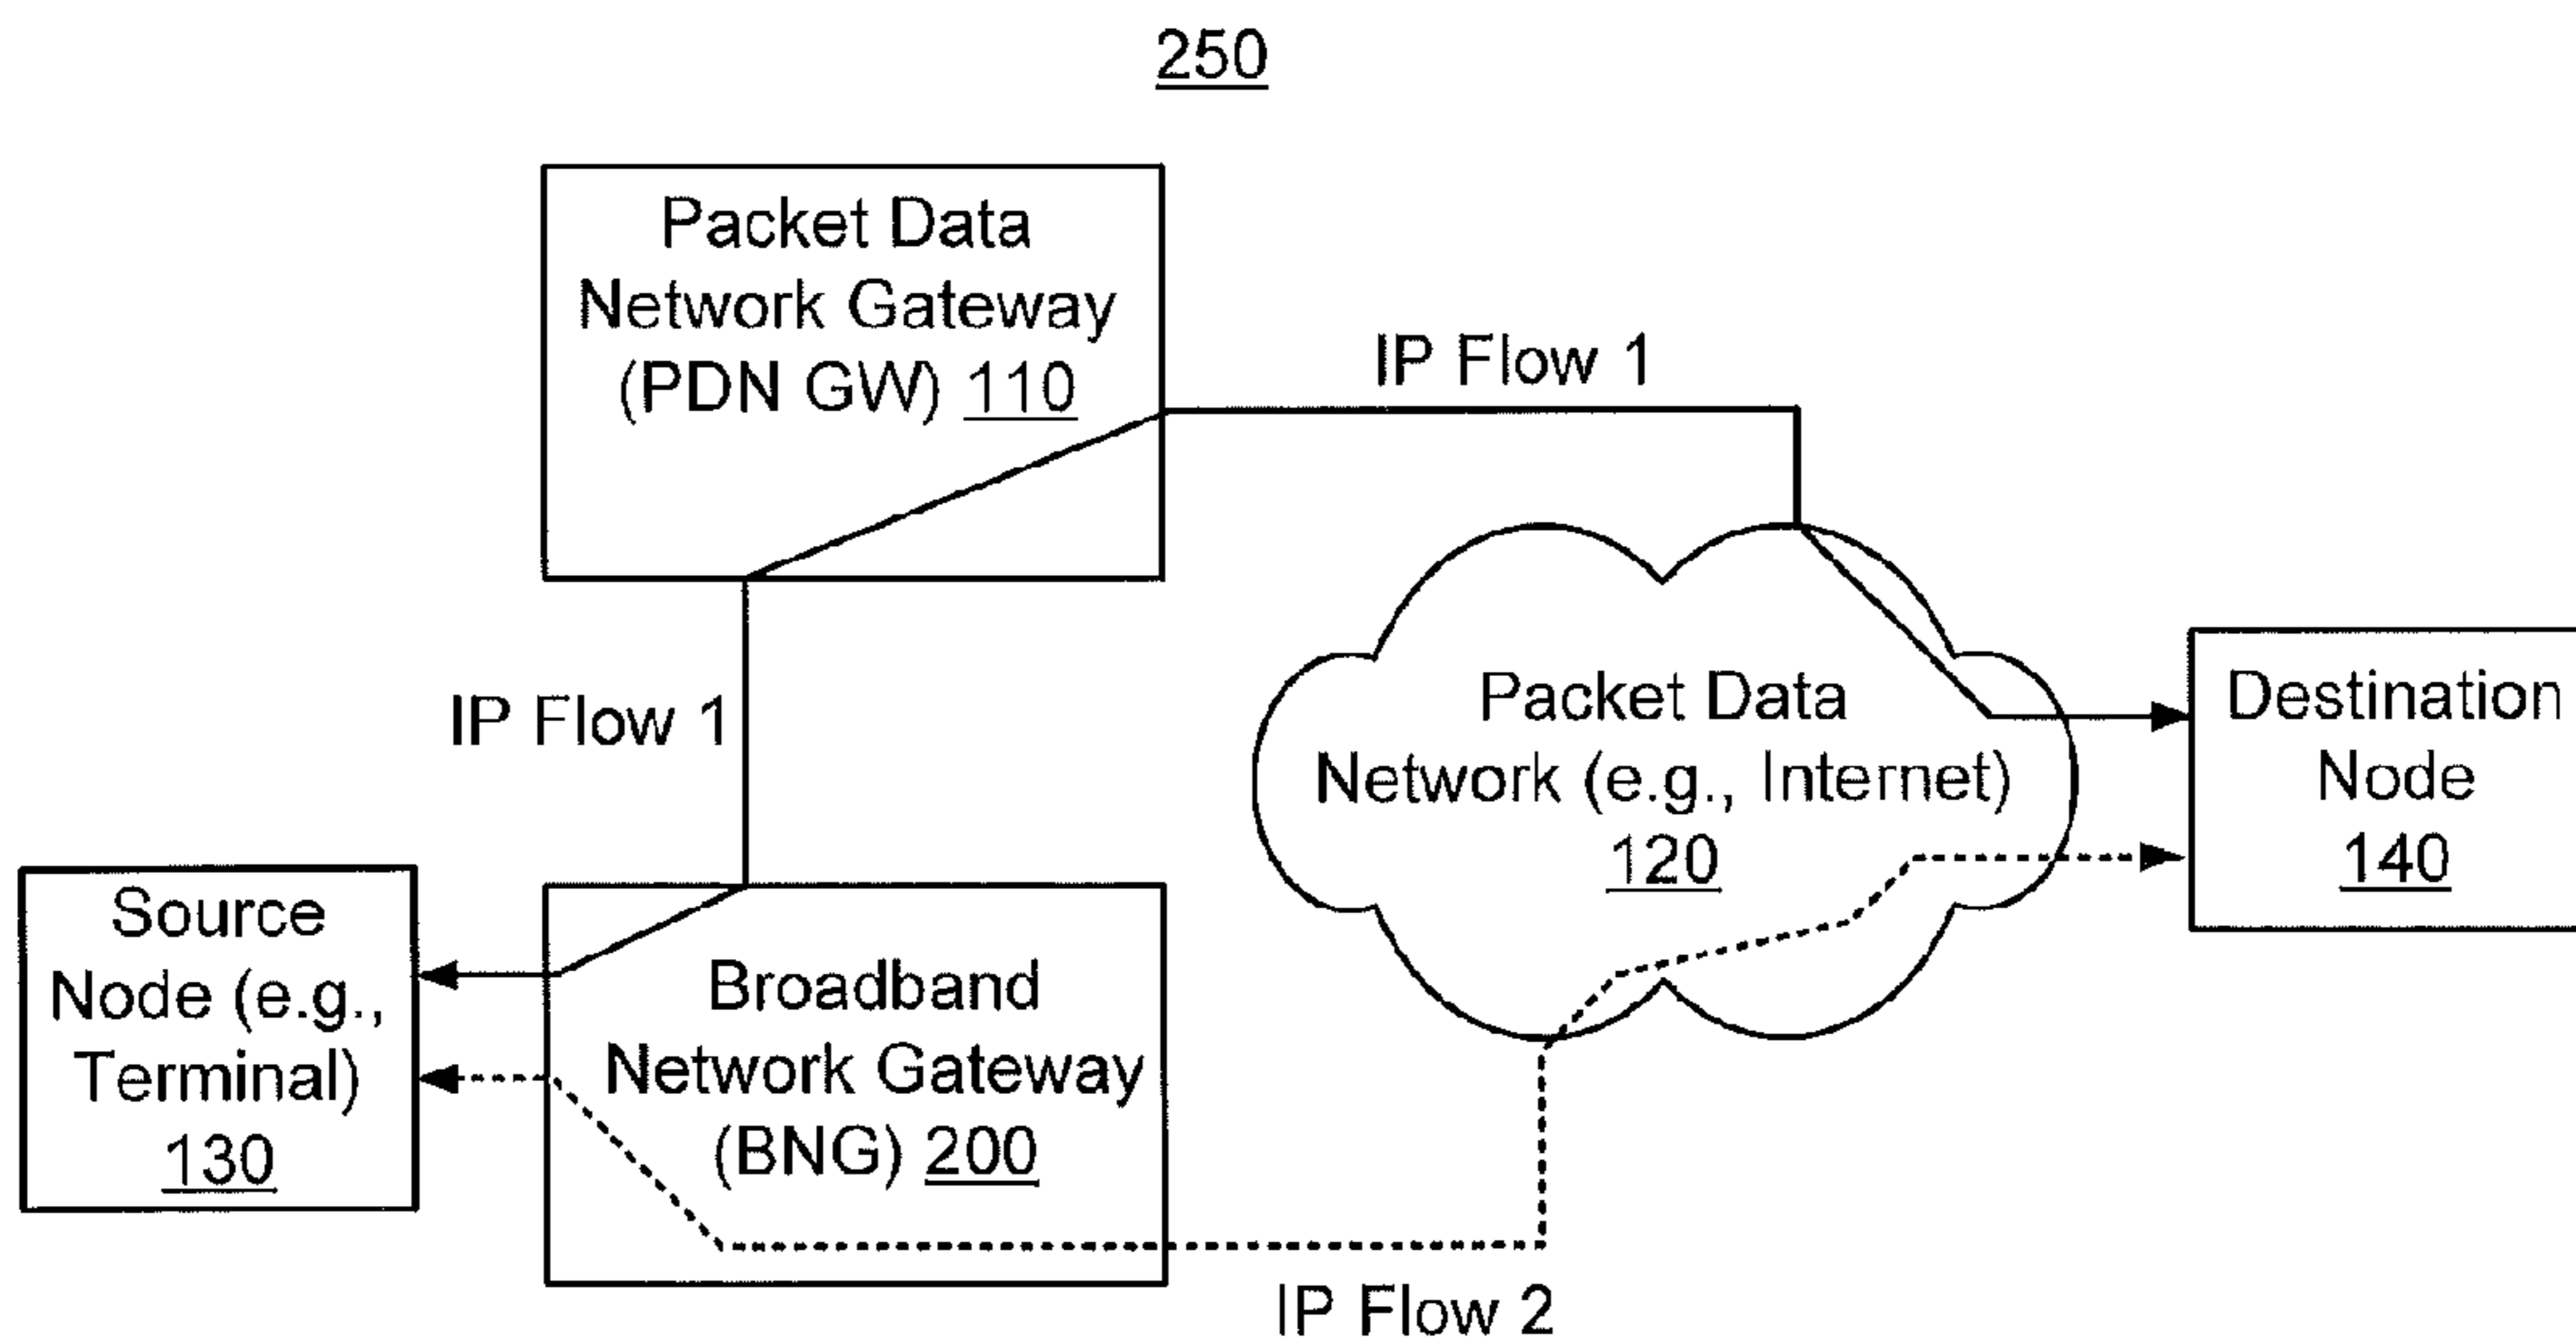 250
Packet Data
Network Gateway
(PDN GW) 110
IP Flow 1
IP Flow 1
Packet Data
Network (e.g., Internet)
120
Destination
Node
140
Source
Node (e.g.,
Terminal)
130
Broadband
Network Gateway
(BNG) 200
IP Flow 2